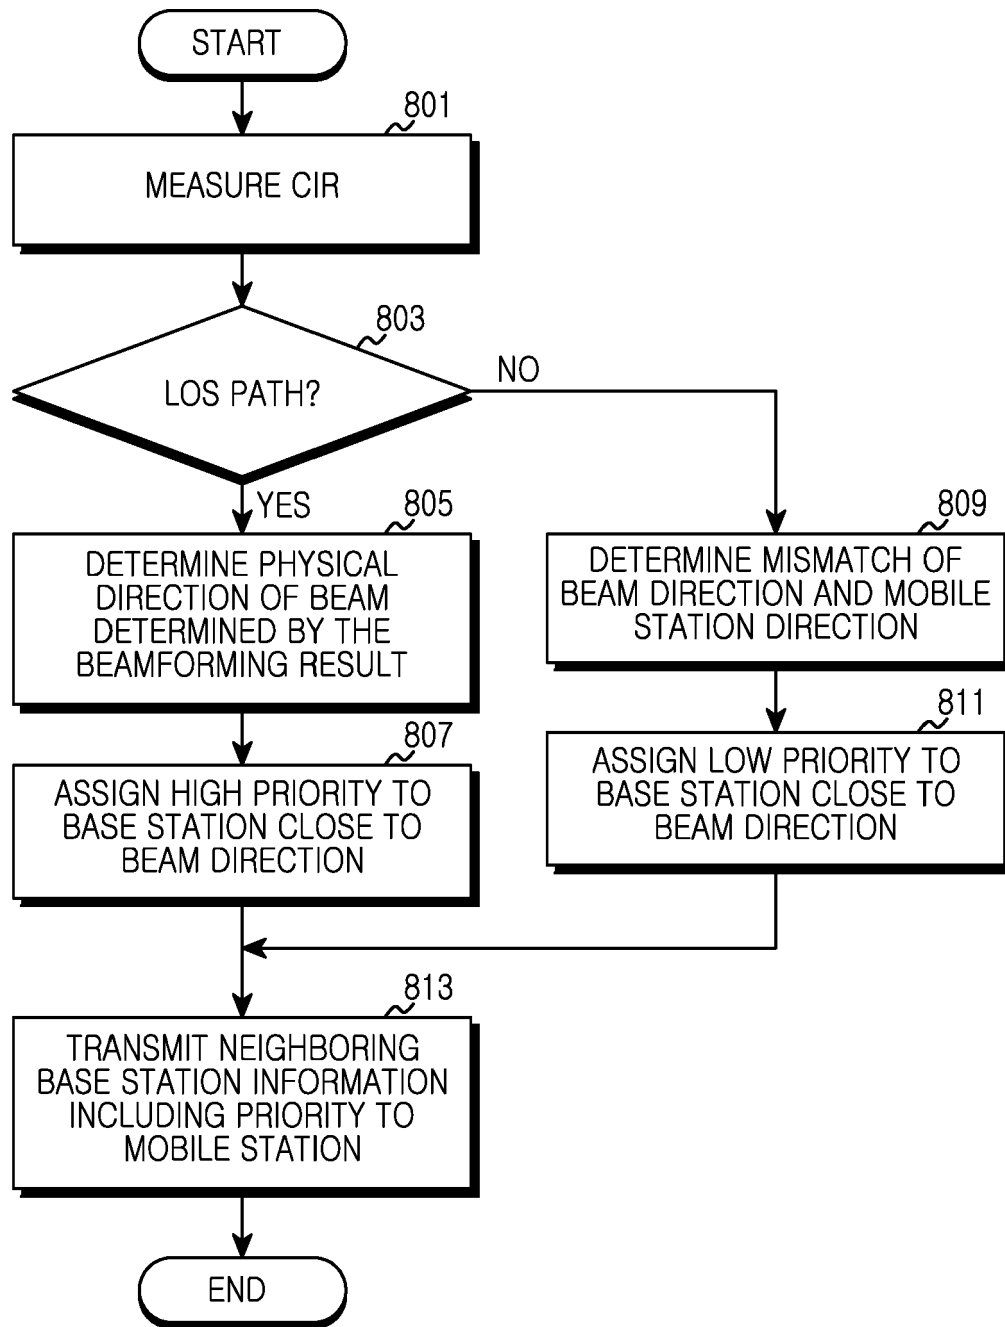 START
801
MEASURE CIR
803
LOS PATH?
NO
YES
805
DETERMINE PHYSICAL
DIRECTION OF BEAM
DETERMINED BY THE
BEAMFORMING RESULT
809
DETERMINE MISMATCH OF
BEAM DIRECTION AND MOBILE
STATION DIRECTION
807
ASSIGN HIGH PRIORITY TO
BASE STATION CLOSE TO
BEAM DIRECTION
811
ASSIGN LOW PRIORITY TO
BASE STATION CLOSE TO
BEAM DIRECTION
813
TRANSMIT NEIGHBORING
BASE STATION INFORMATION
INCLUDING PRIORITY TO
MOBILE STATION
END